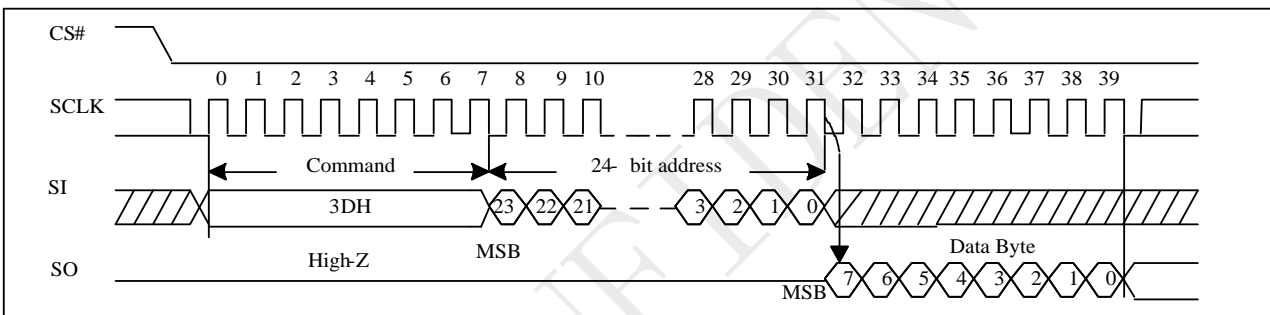 CS#
0 1 2 3 4 5 6 7 8 9 10 28 29 30 31 32 33 34 35 36 37 38 39
SCLK
Command 24- bit address
SI
3DH 23 22 21 3 2 1 0
High-Z MSB Data Byte
SO
MSB 7 6 5 4 3 2 1 0